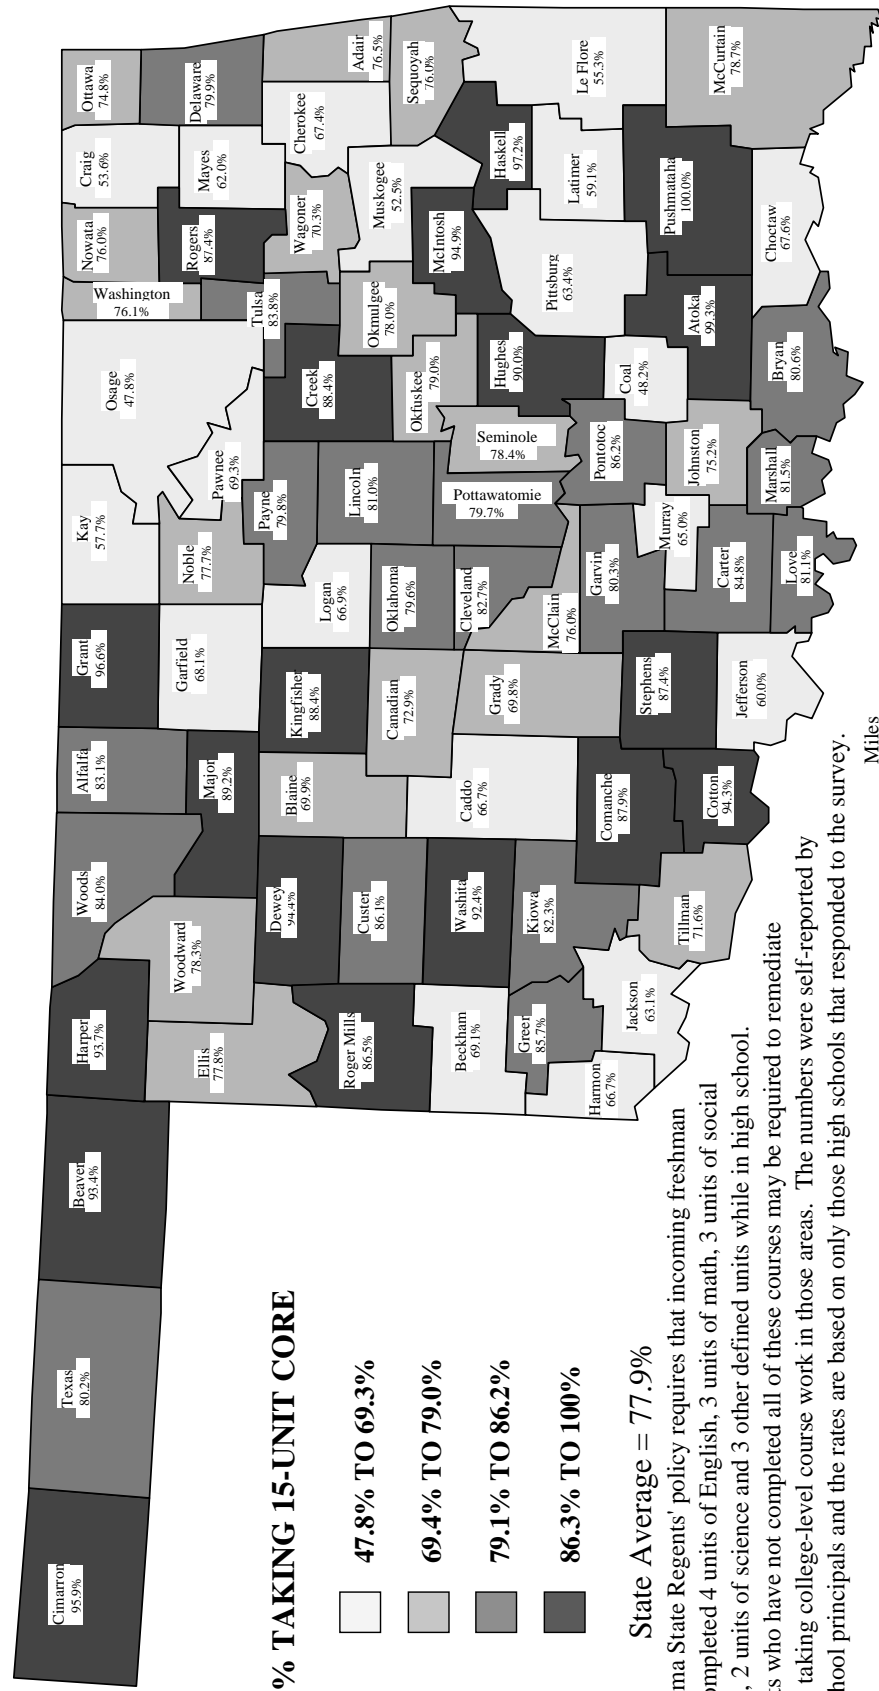 Cimarron
95.9%
Texas
80.2%
Beaver
93.4%
Harper
93.7%
Woods
84.0%
Alfalfa
83.1%
Grant
96.6%
Kay
57.7%
Osage
47.8%
Washington
76.1%
Nowata
76.0%
Craig
53.6%
Ottawa
74.8%
Ellis
77.8%
Woodward
78.3%
Major
89.2%
Garfield
68.1%
Noble
77.7%
Pawnee
69.3%
Rogers
87.4%
Mayes
62.0%
Delaware
79.9%
Roger Mills
86.5%
Dewey
94.4%
Blaine
69.9%
Kingfisher
88.4%
Logan
66.9%
Payne
79.8%
Creek
88.4%
Tulsa
83.8%
Wagoner
70.3%
Cherokee
67.4%
Adair
76.5%
Custer
86.1%
Canadian
72.9%
Oklahoma
79.6%
Lincoln
81.0%
Okfuskee
79.0%
Okmulgee
78.0%
Muskogee
52.5%
Sequoyah
76.0%
Beckham
69.1%
Washita
92.4%
Caddo
66.7%
Grady
69.8%
Cleveland
82.7%
McClain
76.0%
Pottawatomie
79.7%
Seminole
78.4%
Hughes
90.0%
McIntosh
94.9%
Haskell
97.2%
Le Flore
55.3%
Harmon
66.7%
Greer
85.7%
Kiowa
82.3%
Comanche
87.9%
Stephens
87.4%
Garvin
80.3%
Pontotoc
86.2%
Coal
48.2%
Pittsburg
63.4%
Latimer
59.1%
Jackson
63.1%
Tillman
71.6%
Cotton
94.3%
Jefferson
60.0%
Murray
65.0%
Carter
84.8%
Johnston
75.2%
Atoka
99.3%
Pushmataha
100.0%
McCurtain
78.7%
Love
81.1%
Marshall
81.5%
Bryan
80.6%
Choctaw
67.6%
% TAKING 15-UNIT CORE
47.8% TO 69.3%
69.4% TO 79.0%
79.1% TO 86.2%
86.3% TO 100%
State Average = 77.9%
ma State Regents' policy requires that incoming freshman
ompleted 4 units of English, 3 units of math, 3 units of social
, 2 units of science and 3 other defined units while in high school.
ts who have not completed all of these courses may be required to remediate
taking college-level course work in those areas. The numbers were self-reported by
hool principals and the rates are based on only those high schools that responded to the survey.
Miles